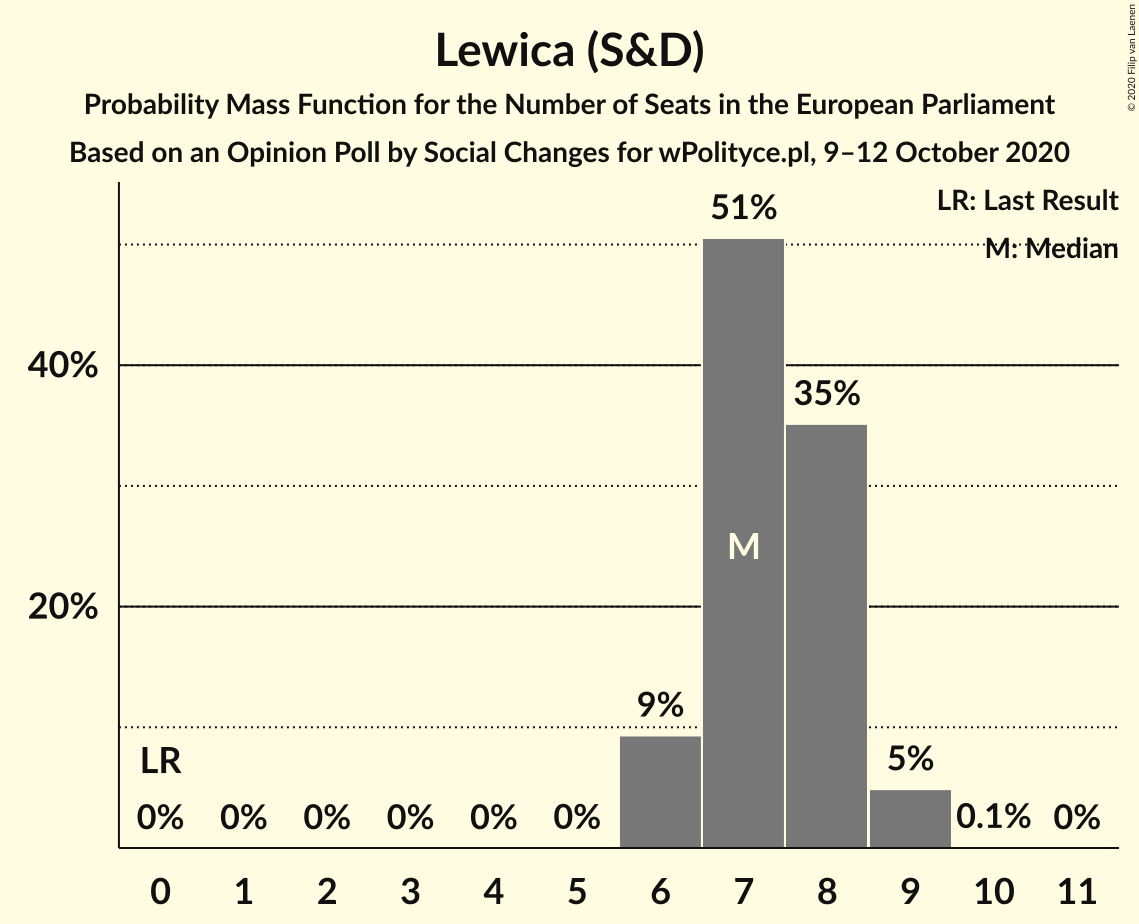 Lewica (S&D)
Probability Mass Function for the Number of Seats in the European Parliament
Based on an Opinion Poll by Social Changes for wPolityce.pl, 9–12 October 2020
© 2020 Filip van Laenen
LR: Last Result
M: Median
51%
40%
35%
M
20%
9%
5%
LR
0% 0% 0% 0% 0% 0% 0.1% 0%
0 1 2 3 4 5 6 7 8 9 10 11